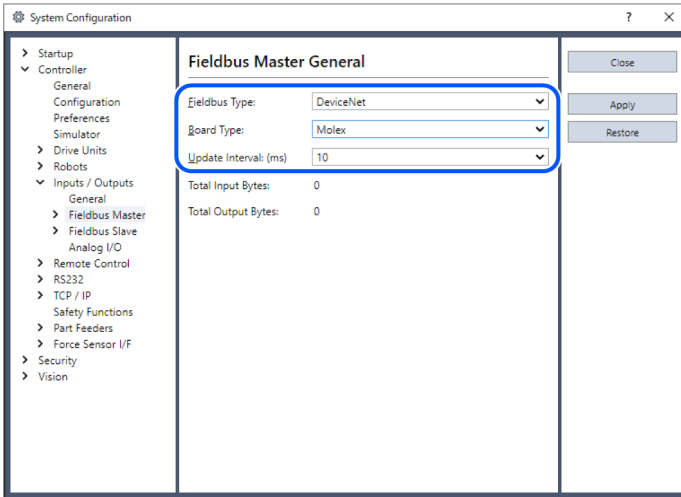 System Configuration
?
Startup
Controller
General
Configuration
Preferences
Simulator
Drive Units
Robots
Inputs / Outputs
General
Fieldbus Master
Fieldbus Slave
Analog I/O
Remote Control
RS232
TCP / IP
Safety Functions
Part Feeders
Force Sensor I/F
Security
Vision
Fieldbus Master General
Fieldbus Type: DeviceNet
Board Type: Molex
Update Interval: (ms) 10
Total Input Bytes: 0
Total Output Bytes: 0
Close
Apply
Restore